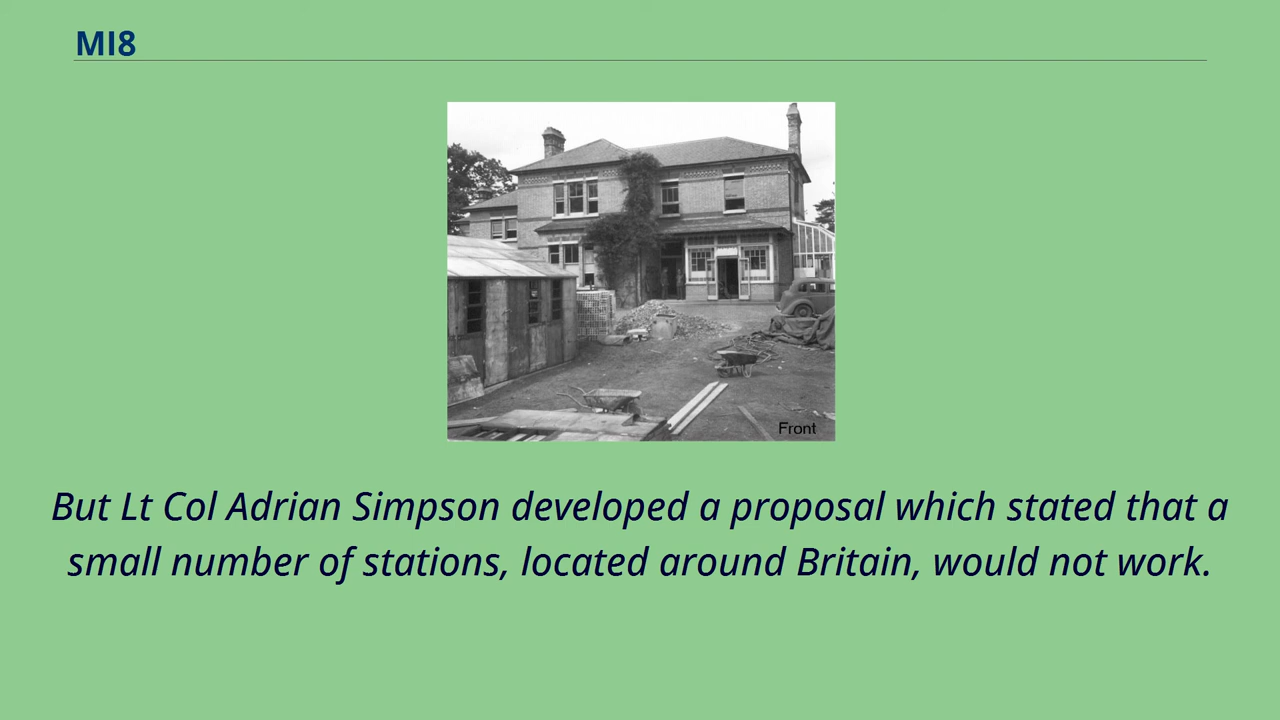 MI8
Front
But Lt Col Adrian Simpson developed a proposal which stated that a
small number of stations, located around Britain, would not work.